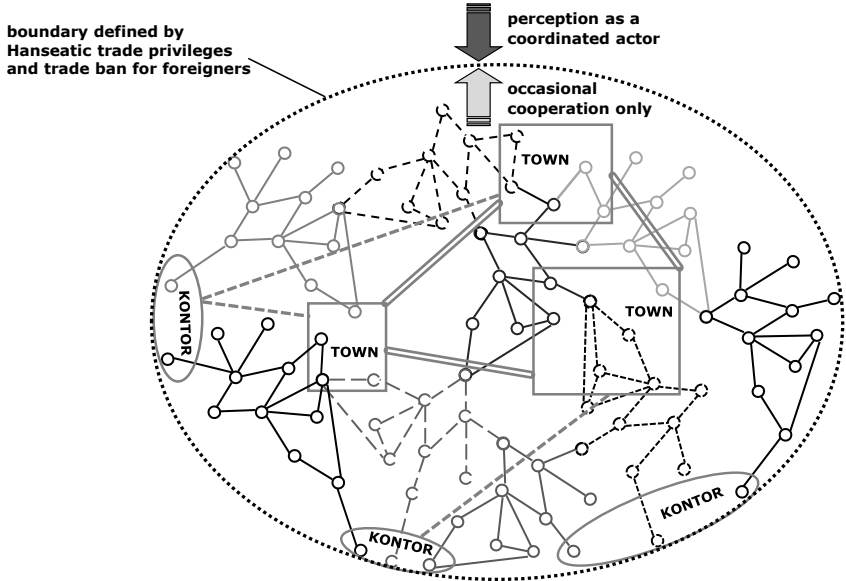 perception as a
coordinated actor
boundary defined by
Hanseatic trade privileges
and trade ban for foreigners
occasional
cooperation only
TOWN
KONTOR
TOWN
TOWN
KONTOR
KONTOR